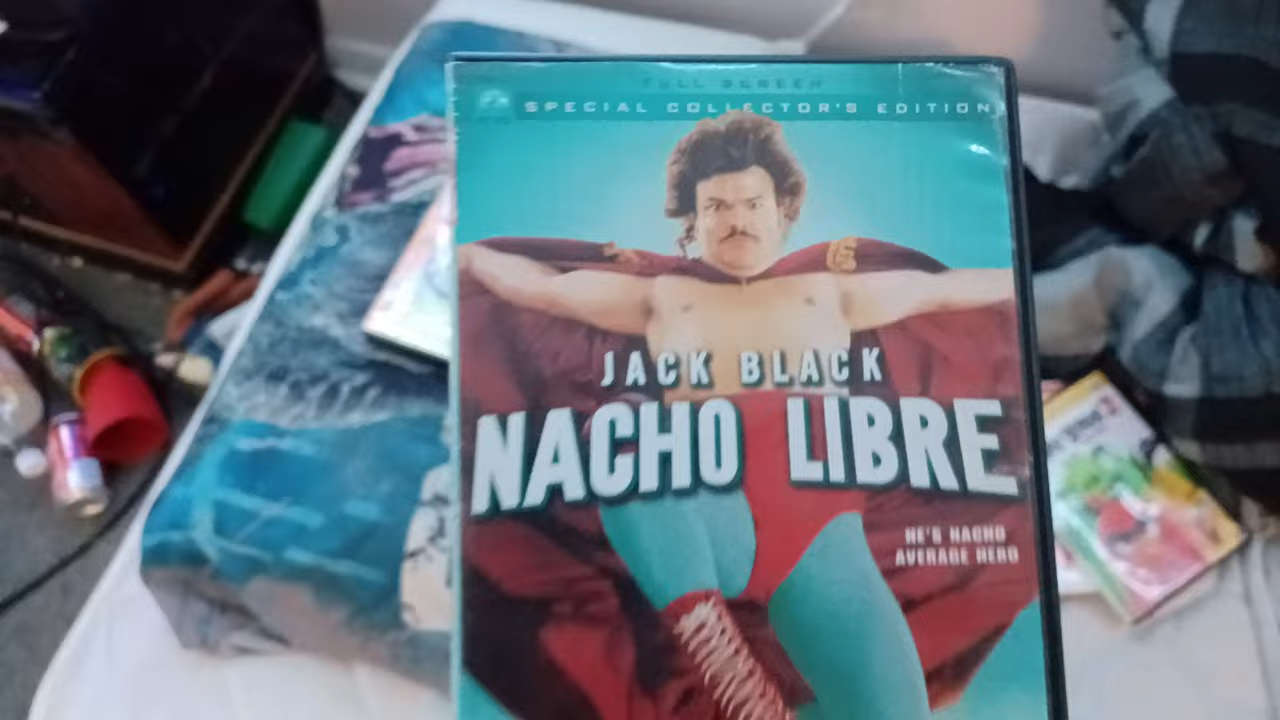 FULL SCREEN
SPECIAL COLLECTOR'S EDITION
JACK BLACK
NACHO LIBRE
HE'S NACHO
AVERAGE HERO